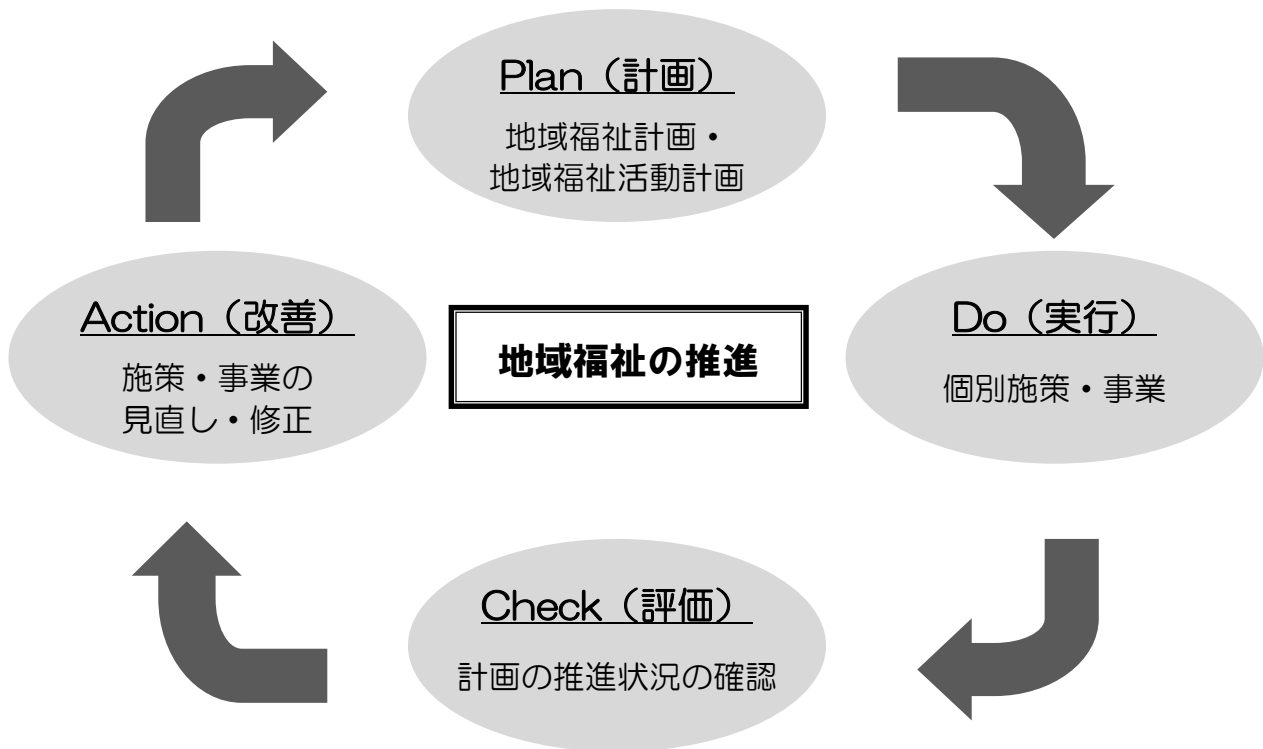 Plan（計画）
地域福祉計画・
地域福祉活動計画
Action（改善）
施策・事業の
見直し・修正
地域福祉の推進
Do（実行）
個別施策・事業
Check（評価）
計画の推進状況の確認